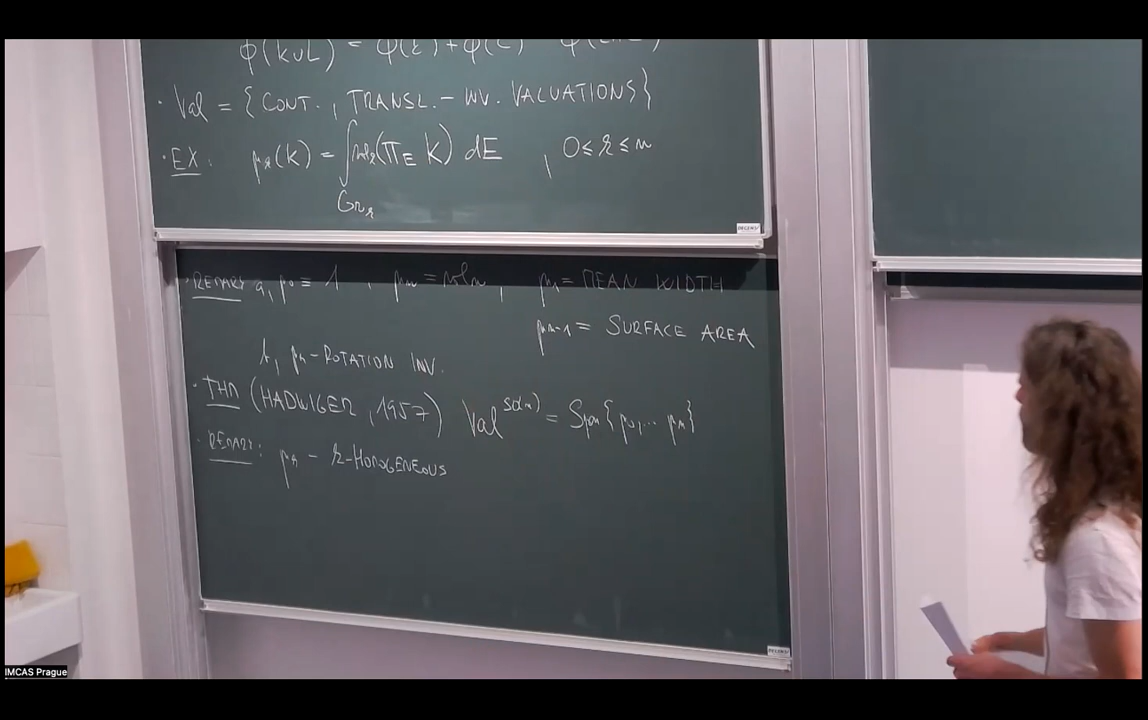 φ(K∪L) = φ(K)+φ(L)
· Val = {CONT., TRANSL.-INV. VALUATIONS}
· EX: μ_k(K) = ∫_{Gr_k} vol_k(Π_E K) dE , 0≤k≤n
DECENSI
· REMARK a, μ_0 ≡ 1 , μ_n = vol_n , μ_1 = MEAN WIDTH
μ_{n-1} = SURFACE AREA
b, μ_k - ROTATION INV.
· THM (HADWIGER, 1957) Val^{SO(n)} = Span{μ_0,... μ_n}
· REMARK: μ_k - k-HOMOGENEOUS
IMCAS Prague